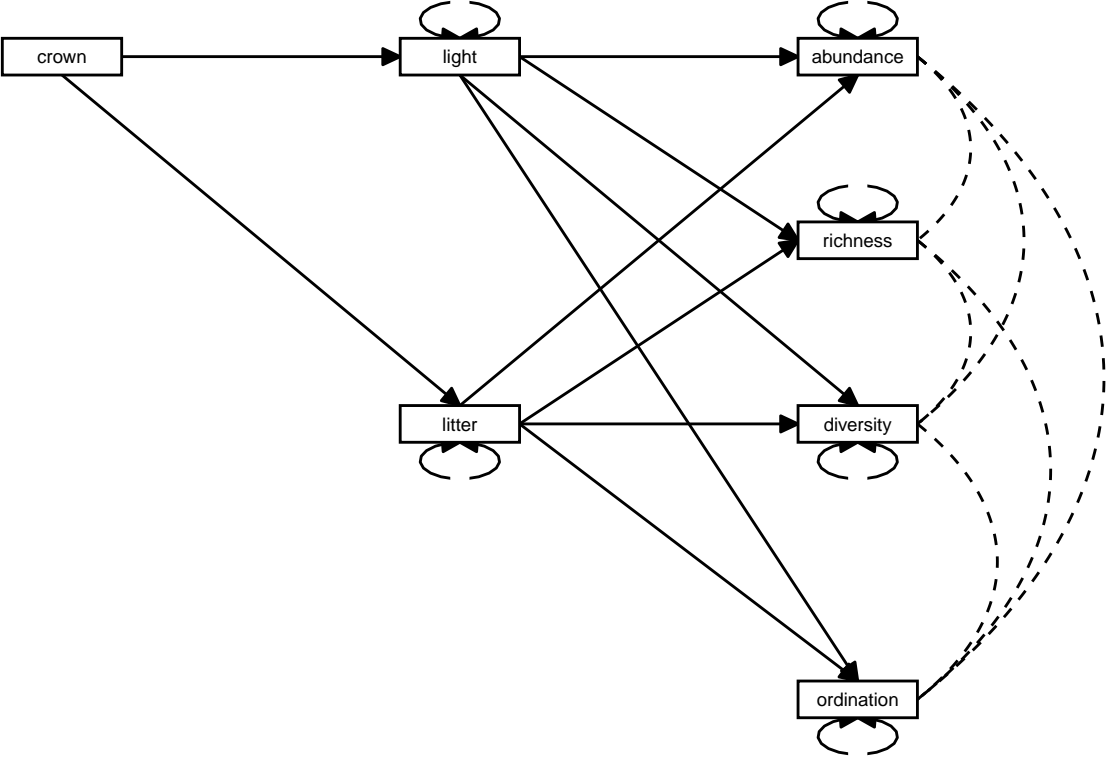 crown
light
abundance
richness
litter
diversity
ordination